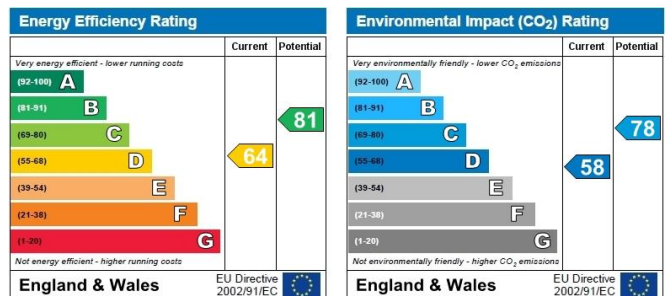 Energy Efficiency Rating
Current Potential
Very energy efficient - lower running costs
(92-100) A
(81-91) B
(69-80) C
(55-68) D
(39-54) E
(21-38) F
(1-20) G
64
81
Not energy efficient - higher running costs
England & Wales
EU Directive
2002/91/EC
Environmental Impact (CO₂) Rating
Current Potential
Very environmentally friendly - lower CO₂ emissions
(92-100) A
(81-91) B
(69-80) C
(55-68) D
(39-54) E
(21-38) F
(1-20) G
58
78
Not environmentally friendly - higher CO₂ emissions
England & Wales
EU Directive
2002/91/EC